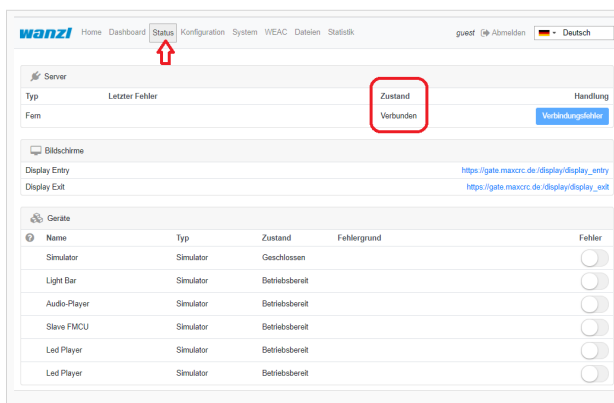 wanzl Home Dashboard Status Konfiguration System WEAC Dateien Statistik guest Abmelden Deutsch
Server
Typ Letzter Fehler Zustand Handlung
Fern Verbunden Verbindungsfehler
Bildschirme
Display Entry https://gate.maxcrc.de:/display/display_entry
Display Exit https://gate.maxcrc.de:/display/display_exit
Geräte
Name Typ Zustand Fehlergrund Fehler
Simulator Simulator Geschlossen
Light Bar Simulator Betriebsbereit
Audio-Player Simulator Betriebsbereit
Slave FMCU Simulator Betriebsbereit
Led Player Simulator Betriebsbereit
Led Player Simulator Betriebsbereit